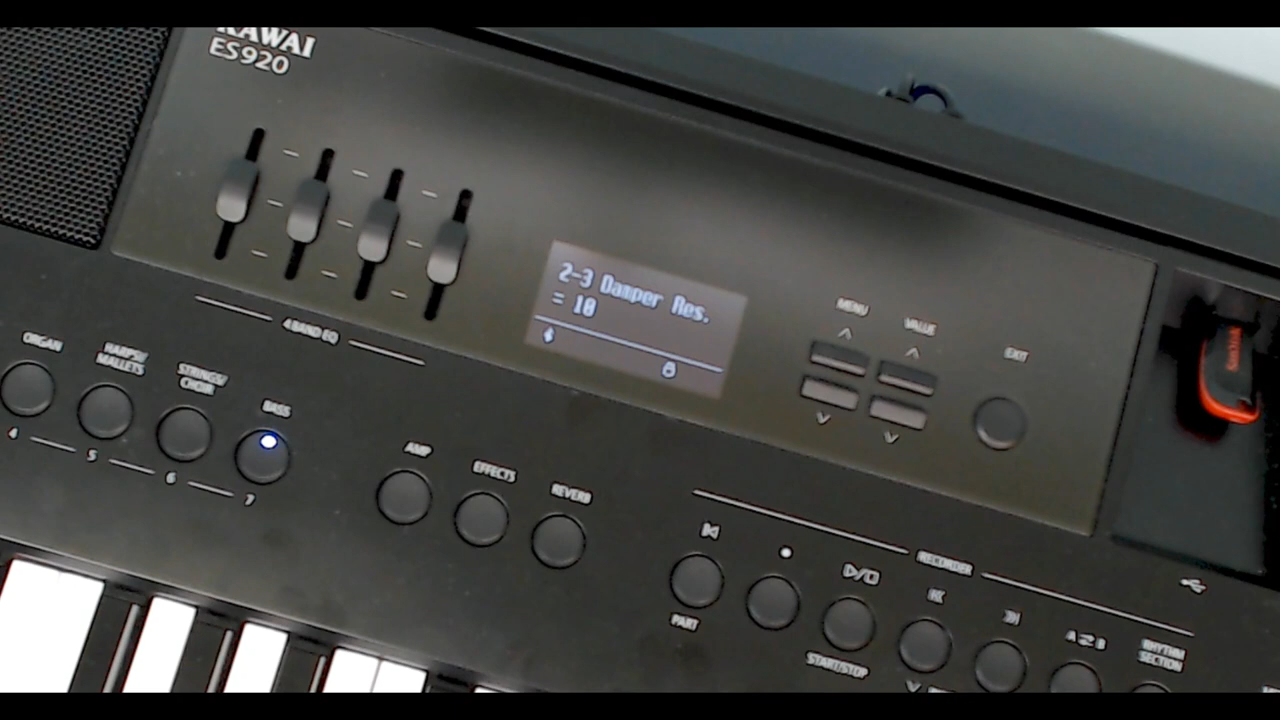 KAWAI
ES920
2-3 Damper Res.
= 10
MENU
VALUE
EXIT
SanDisk
4 BAND EQ
ORGAN
HARPSI/
MALLETS
STRINGS/
CHOIR
BASS
4
5
6
7
AMP
EFFECTS
REVERB
RECORDER
PART
START/STOP
A⇄B
RHYTHM
SECTION